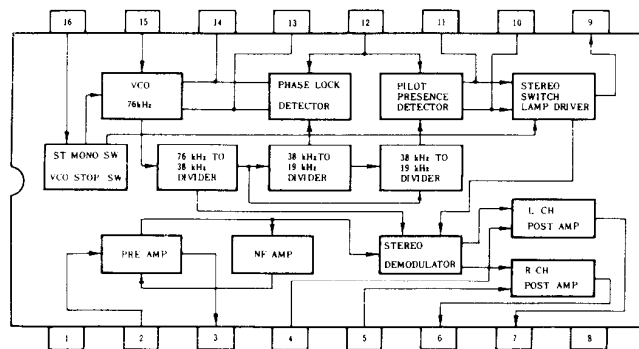 16 15 14 13 12 11 10 9
VCO
76kHz
PHASE LOCK
DETECTOR
PILOT
PRESENCE
DETECTOR
STEREO
SWITCH
LAMP DRIVER
ST MONO SW
VCO STOP SW
76 kHz TO
38 kHz
DIVIDER
38 kHz TO
19 kHz
DIVIDER
38 kHz TO
19 kHz
DIVIDER
PRE AMP
NF AMP
STEREO
DEMODULATOR
L CH
POST AMP
R CH
POST AMP
1 2 3 4 5 6 7 8